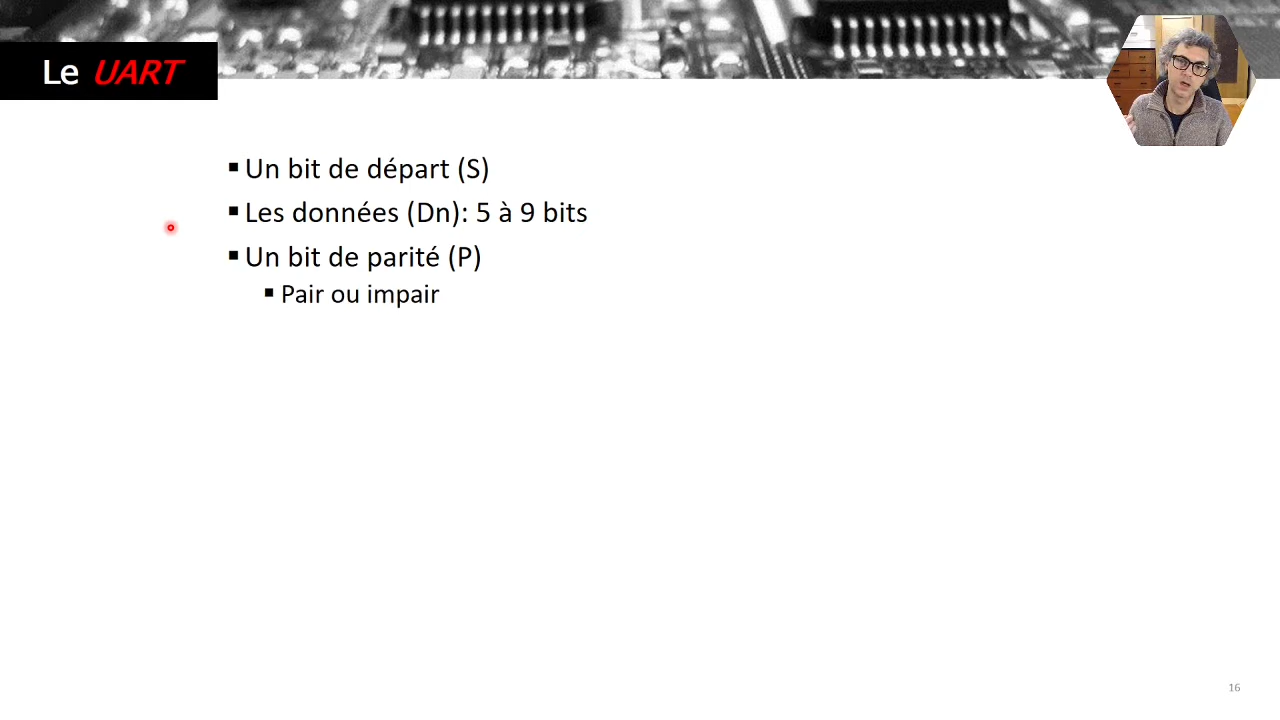 Le UART
Un bit de départ (S)
Les données (Dn): 5 à 9 bits
Un bit de parité (P)
Pair ou impair
16